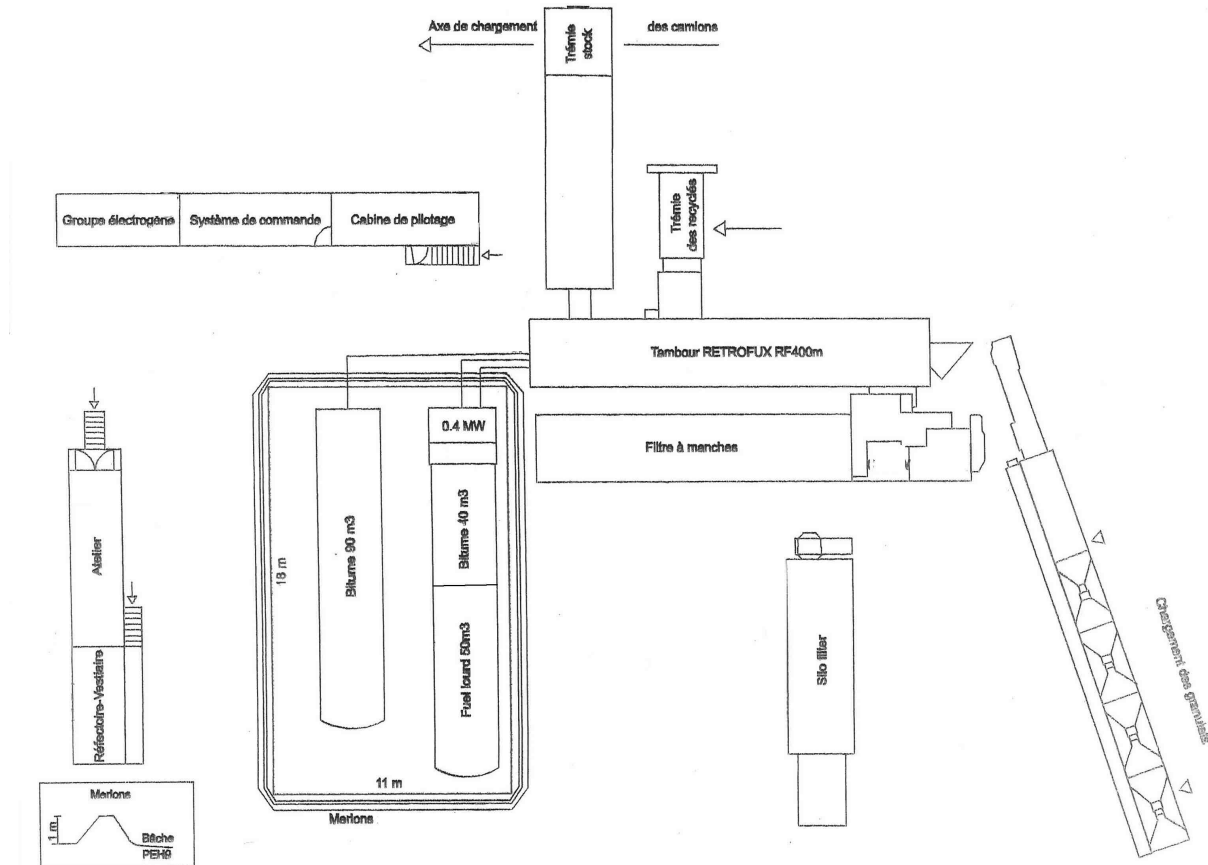 Axe de chargement
des camions
Trémie
stock
Trémie
des recyclés
Groupe électrogène
Système de commande
Cabine de pilotage
Tambour RETROFUX RF400m
0.4 MW
Filtre à manches
Bitume 90 m3
Bitume 40 m3
Fuel lourd 50m3
18 m
11 m
Merlons
Atelier
Réfectoire-Vestiaire
Silo filler
Chargement des granulats
Merlons
1 m
Bâche
PEHD